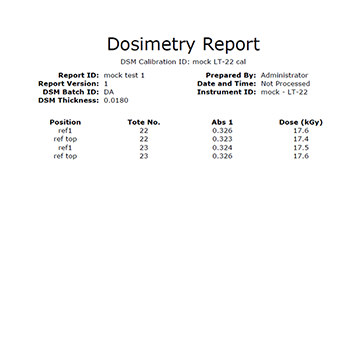 Dosimetry Report
DSM Calibration ID: mock LT-22 cal
Report ID: mock test 1 Prepared By: Administrator
Report Version: 1 Date and Time: Not Processed
DSM Batch ID: DA Instrument ID: mock - LT-22
DSM Thickness: 0.0180
Position Tote No. Abs 1 Dose (kGy)
ref1 22 0.326 17.6
ref top 22 0.323 17.4
ref1 23 0.324 17.5
ref top 23 0.326 17.6